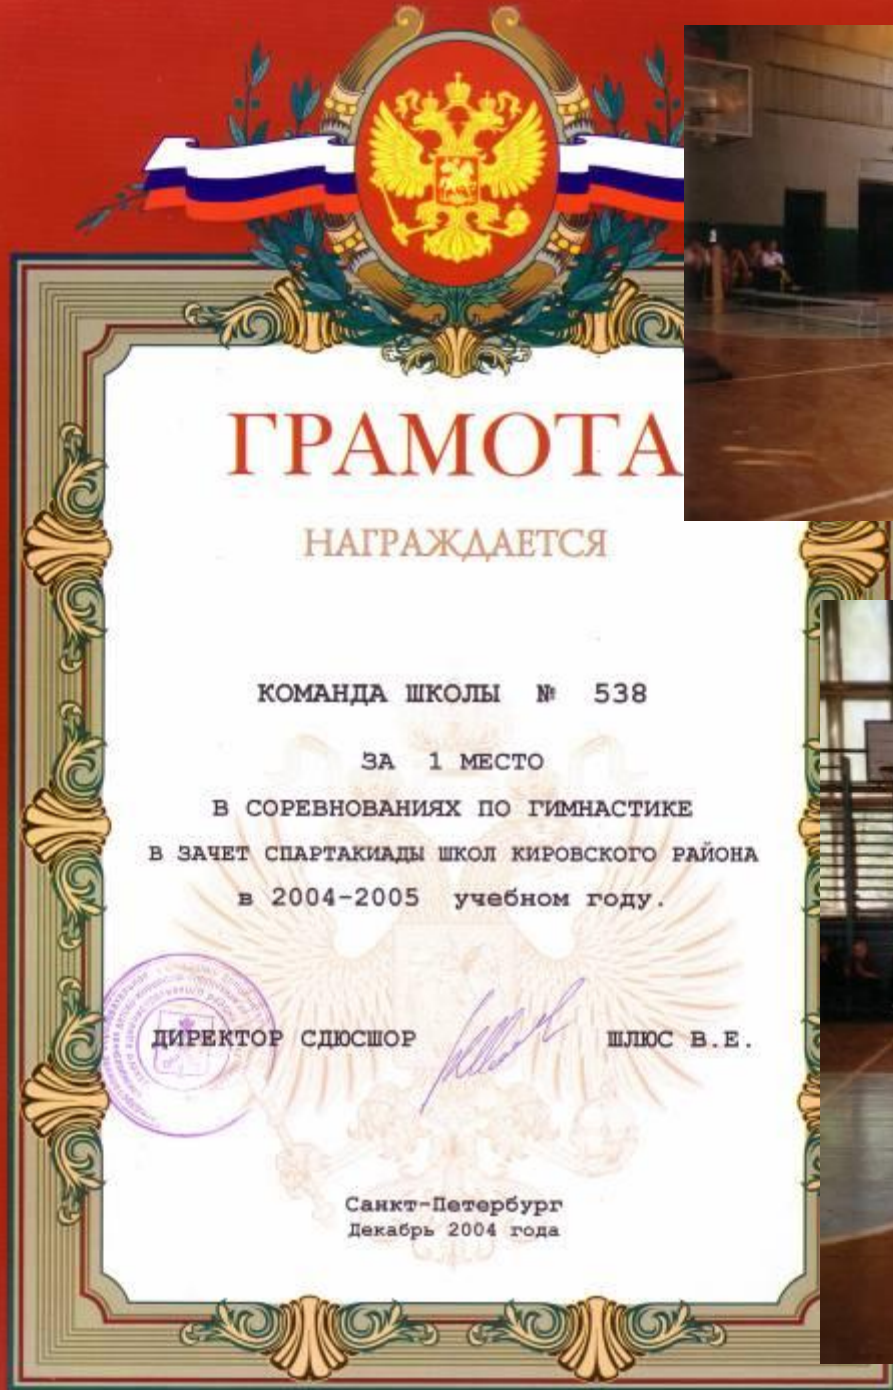 ГРАМОТА
НАГРАЖДАЕТСЯ
КОМАНДА ШКОЛЫ № 538
ЗА 1 МЕСТО
В СОРЕВНОВАНИЯХ ПО ГИМНАСТИКЕ
В ЗАЧЕТ СПАРТАКИАДЫ ШКОЛ КИРОВСКОГО РАЙОНА
в 2004-2005 учебном году.
ДИРЕКТОР СДЮСШОР ШЛЮС В.Е.
Санкт-Петербург
Декабрь 2004 года